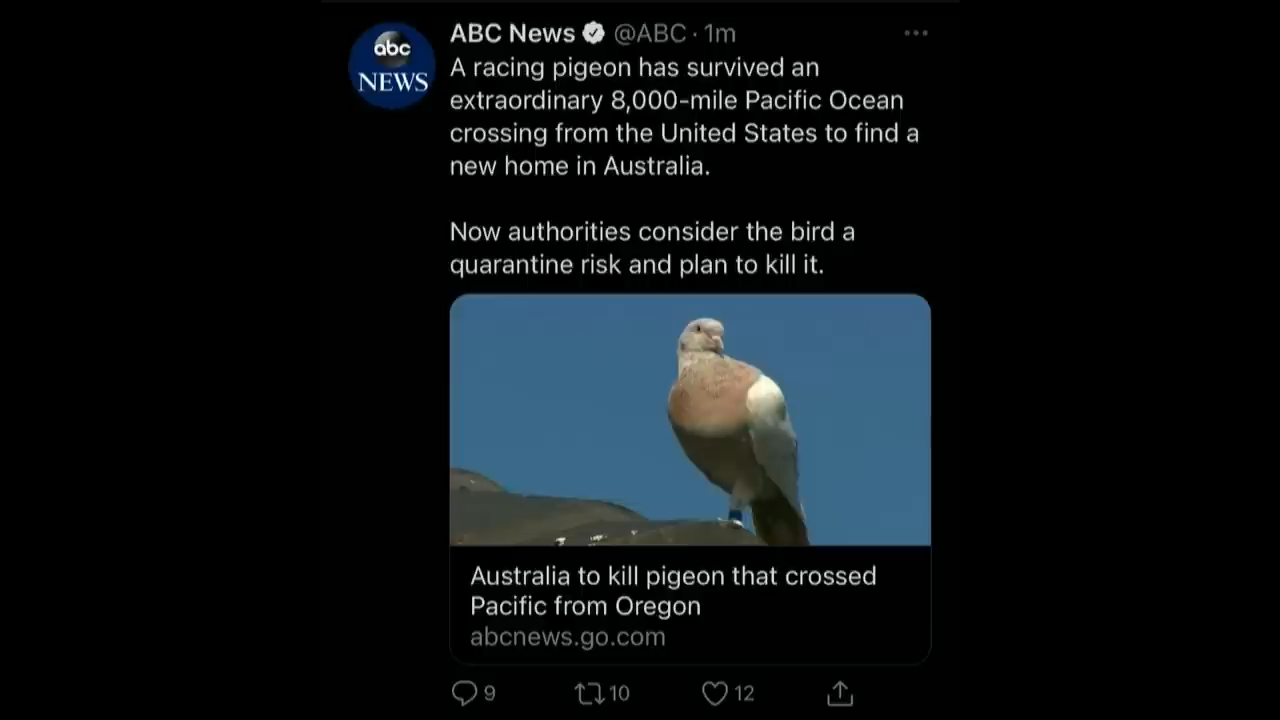 abc
NEWS
ABC News @ABC · 1m
A racing pigeon has survived an
extraordinary 8,000-mile Pacific Ocean
crossing from the United States to find a
new home in Australia.
Now authorities consider the bird a
quarantine risk and plan to kill it.
Australia to kill pigeon that crossed
Pacific from Oregon
abcnews.go.com
9 10 12